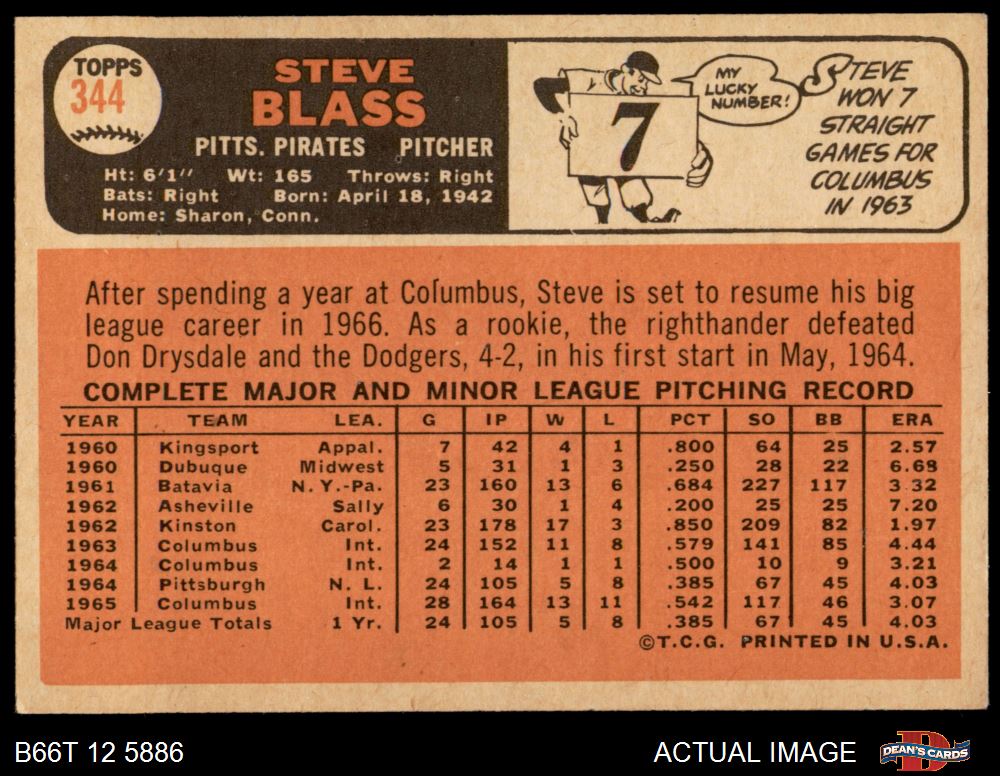 TOPPS
344
STEVE
BLASS
PITTS. PIRATES PITCHER
Ht: 6'1" Wt: 165 Throws: Right
Bats: Right Born: April 18, 1942
Home: Sharon, Conn.
7
MY
LUCKY
NUMBER!
STEVE
WON 7
STRAIGHT
GAMES FOR
COLUMBUS
IN 1963
After spending a year at Columbus, Steve is set to resume his big
league career in 1966. As a rookie, the righthander defeated
Don Drysdale and the Dodgers, 4-2, in his first start in May, 1964.
COMPLETE MAJOR AND MINOR LEAGUE PITCHING RECORD
YEAR TEAM LEA. G IP W L PCT SO BB ERA
1960 Kingsport Appal. 7 42 4 1 .800 64 25 2.57
1960 Dubuque Midwest 5 31 1 3 .250 28 22 6.68
1961 Batavia N.Y.-Pa. 23 160 13 6 .684 227 117 3.32
1962 Asheville Sally 6 30 1 4 .200 25 25 7.20
1962 Kinston Carol. 23 178 17 3 .850 209 82 1.97
1963 Columbus Int. 24 152 11 8 .579 141 85 4.44
1964 Columbus Int. 2 14 1 1 .500 10 9 3.21
1964 Pittsburgh N. L. 24 105 5 8 .385 67 45 4.03
1965 Columbus Int. 28 164 13 11 .542 117 46 3.07
Major League Totals 1 Yr. 24 105 5 8 .385 67 45 4.03
©T.C.G. PRINTED IN U.S.A.
B66T 12 5886
ACTUAL IMAGE
D
DEAN'S CARDS